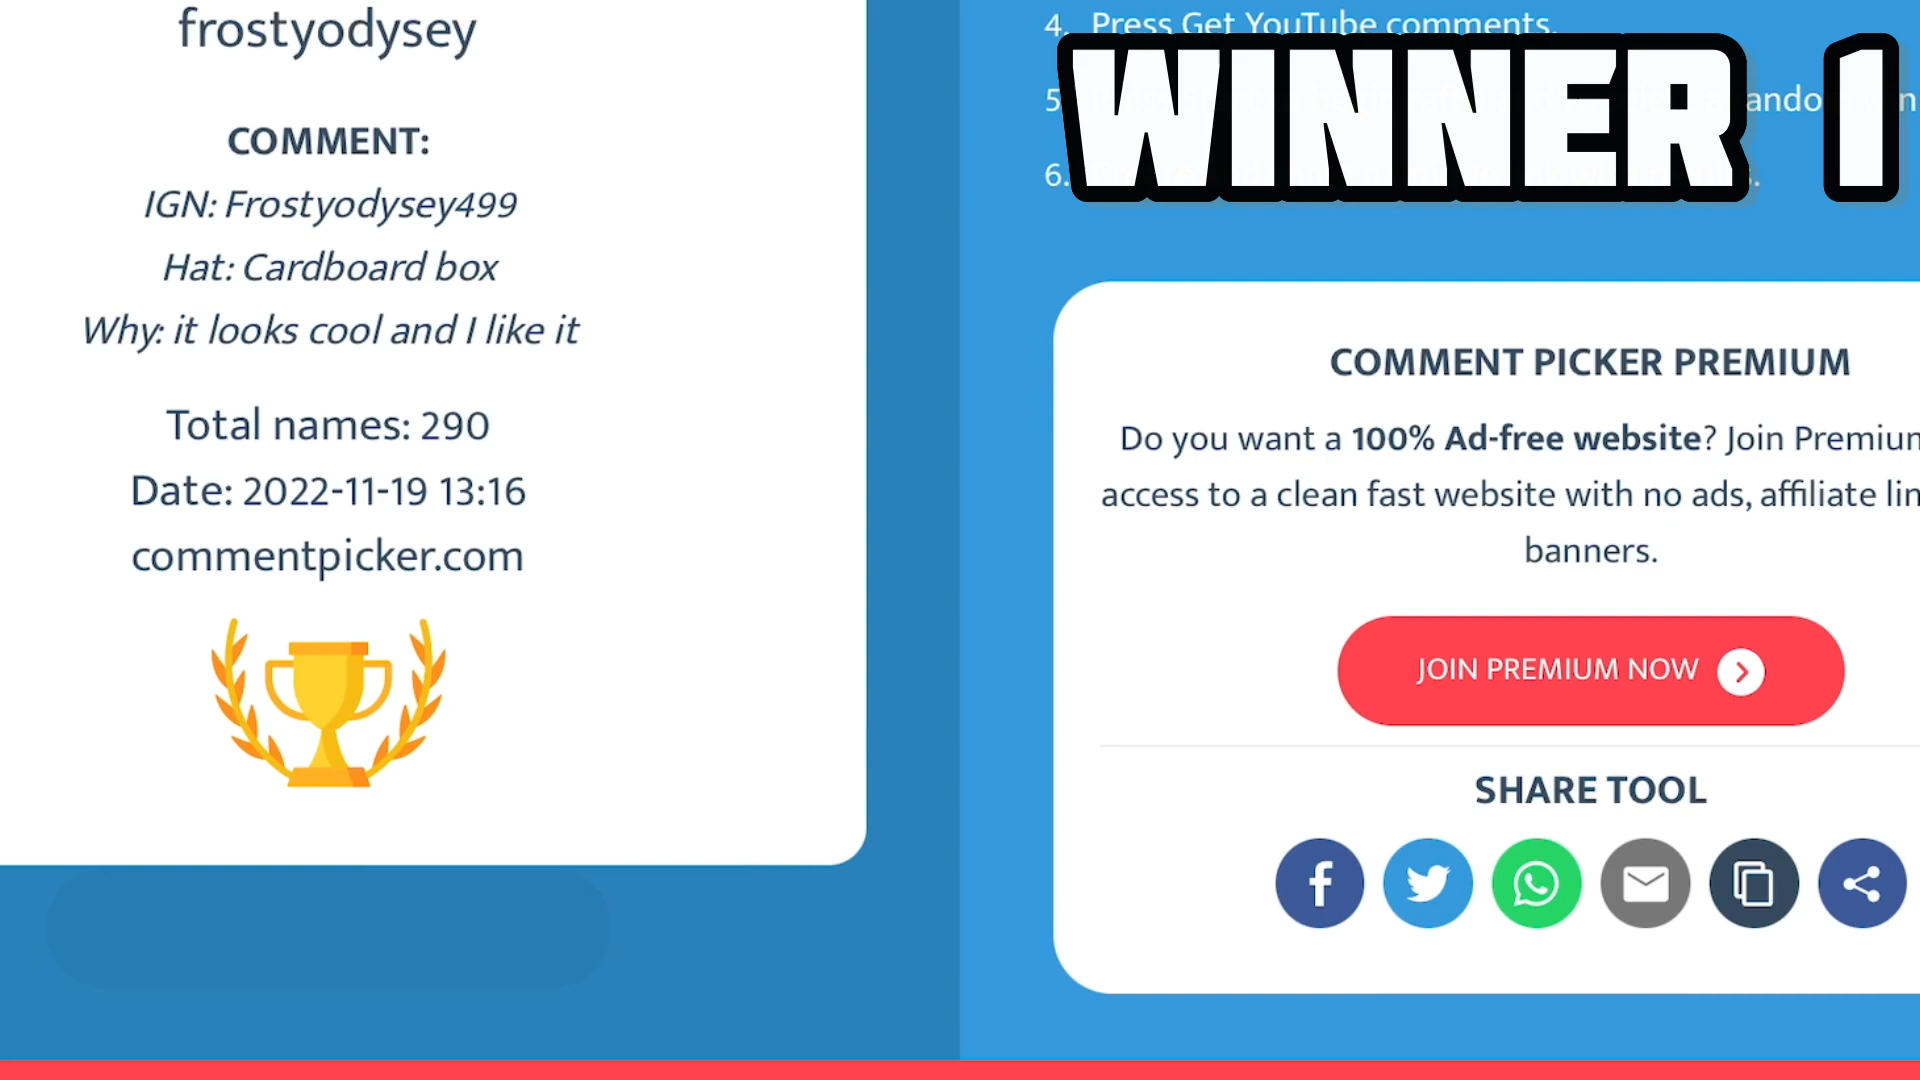 frostyodysey
COMMENT:
IGN: Frostyodysey499
Hat: Cardboard box
Why: it looks cool and I like it
Total names: 290
Date: 2022-11-19 13:16
commentpicker.com
4. Press Get YouTube comments.
5.
6.
WINNER 1
COMMENT PICKER PREMIUM
Do you want a 100% Ad-free website? Join Premium
access to a clean fast website with no ads, affiliate
banners.
JOIN PREMIUM NOW
SHARE TOOL